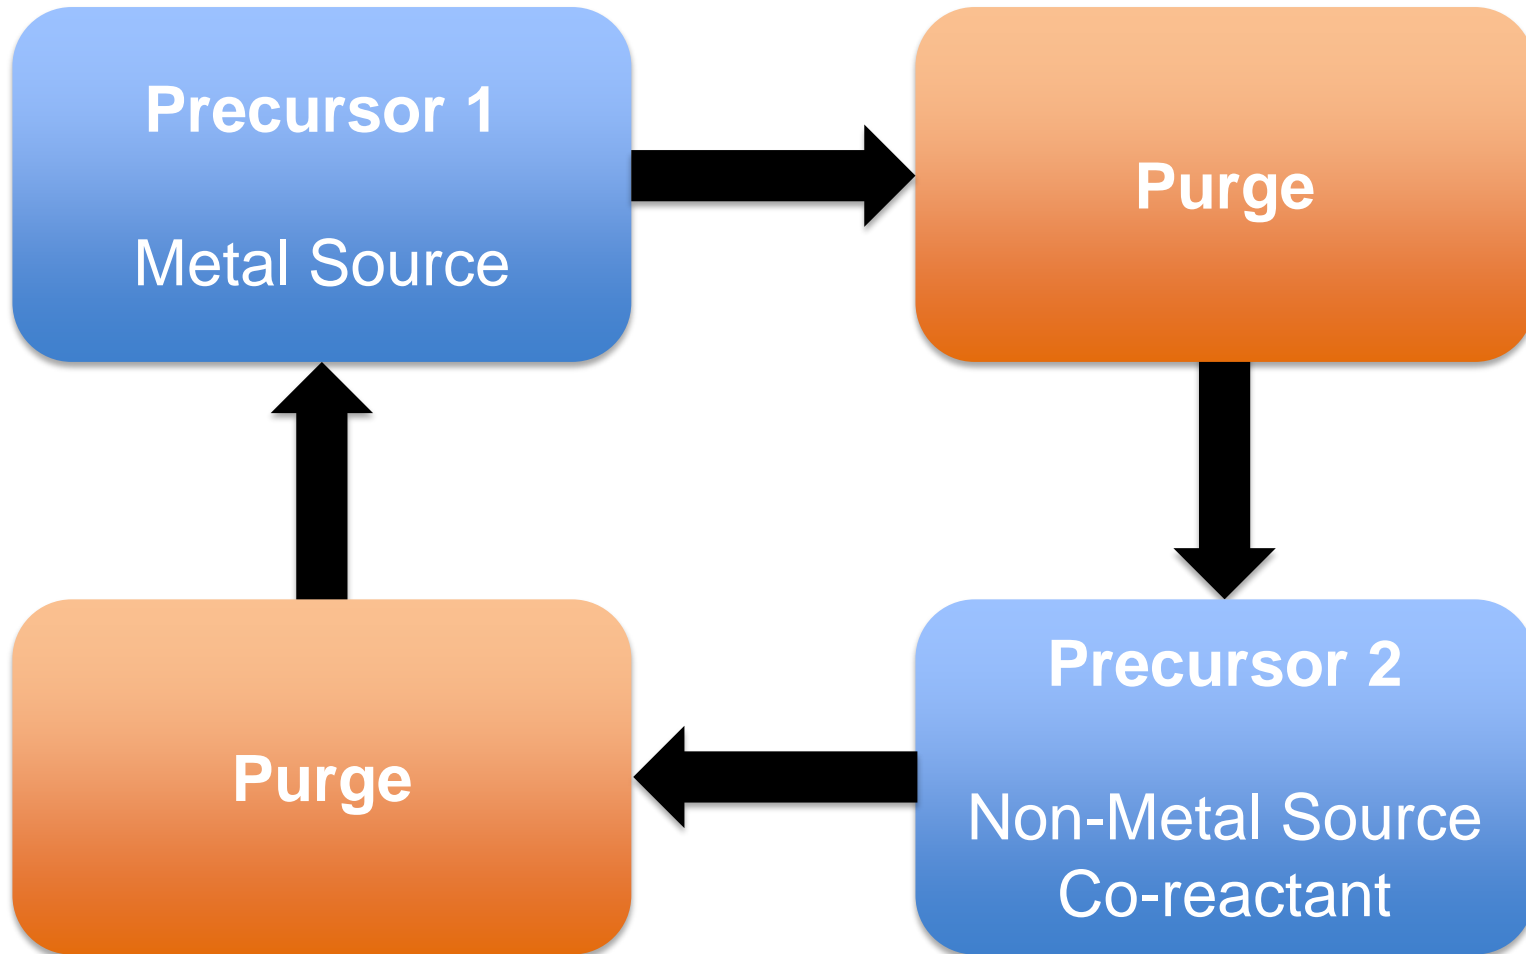 Precursor 1
Metal Source
Purge
Precursor 2
Non-Metal Source
Co-reactant
Purge